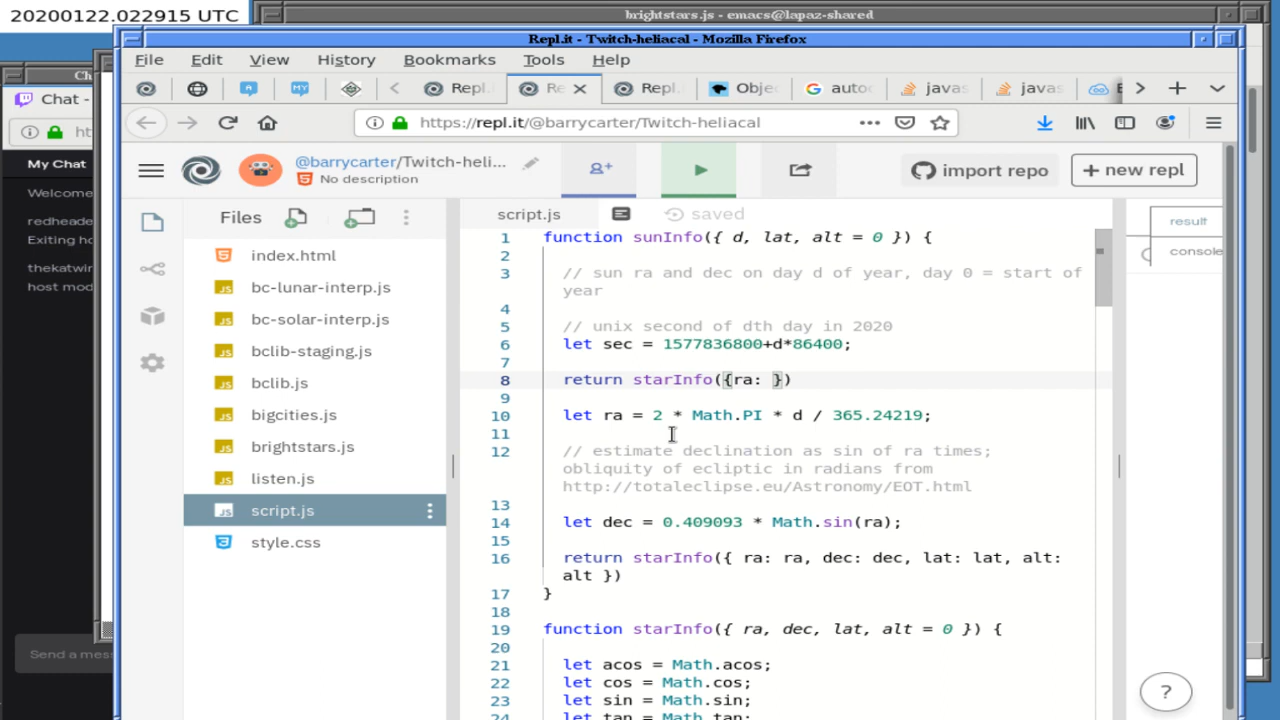 20200122.022915 UTC
brightstars.js - emacs@lapaz-shared
Repl.it - Twitch-heliacal - Mozilla Firefox
File Edit View History Bookmarks Tools Help
Repl. Re Repl. Obje auto javas javas
Chat -
https://repl.it/@barrycarter/Twitch-heliacal
My Chat
@barrycarter/Twitch-heli...
No description
import repo
+ new repl
Welcome
redheade
Exiting ho
thekatwir
host mod
Send a mess
Files
index.html
bc-lunar-interp.js
bc-solar-interp.js
bclib-staging.js
bclib.js
bigcities.js
brightstars.js
listen.js
script.js
style.css
script.js
saved
result
console
1 function sunInfo({ d, lat, alt = 0 }) {
2
3 // sun ra and dec on day d of year, day 0 = start of
year
4
5 // unix second of dth day in 2020
6 let sec = 1577836800+d*86400;
7
8 return starInfo({ra: })
9
10 let ra = 2 * Math.PI * d / 365.24219;
11
12 // estimate declination as sin of ra times;
obliquity of ecliptic in radians from
http://totaleclipse.eu/Astronomy/EOT.html
13
14 let dec = 0.409093 * Math.sin(ra);
15
16 return starInfo({ ra: ra, dec: dec, lat: lat, alt:
alt })
17 }
18
19 function starInfo({ ra, dec, lat, alt = 0 }) {
20
21 let acos = Math.acos;
22 let cos = Math.cos;
23 let sin = Math.sin;
24 let tan = Math.tan;
?